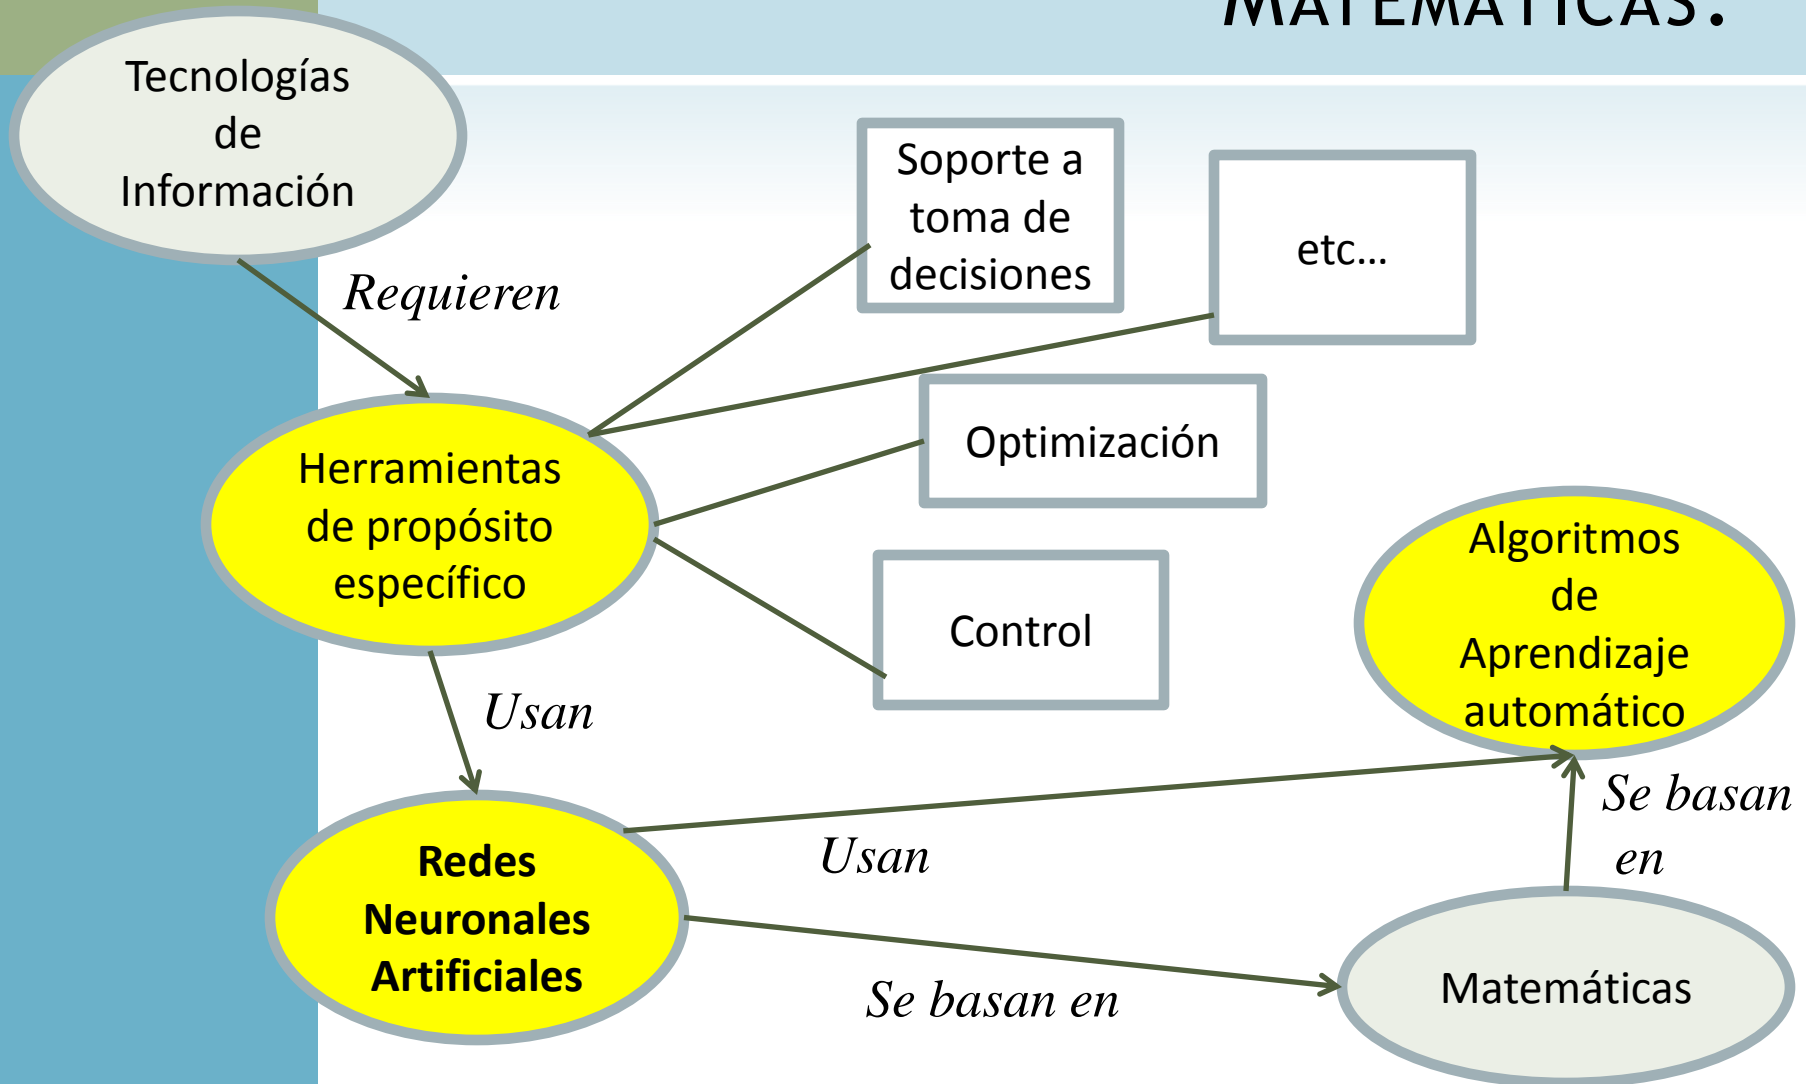 MATEMÁTICAS.
Tecnologías
de
Información
Requieren
Soporte a
toma de
decisiones
etc...
Herramientas
de propósito
específico
Optimización
Control
Algoritmos
de
Aprendizaje
automático
Usan
Redes
Neuronales
Artificiales
Usan
Se basan
en
Se basan en
Matemáticas